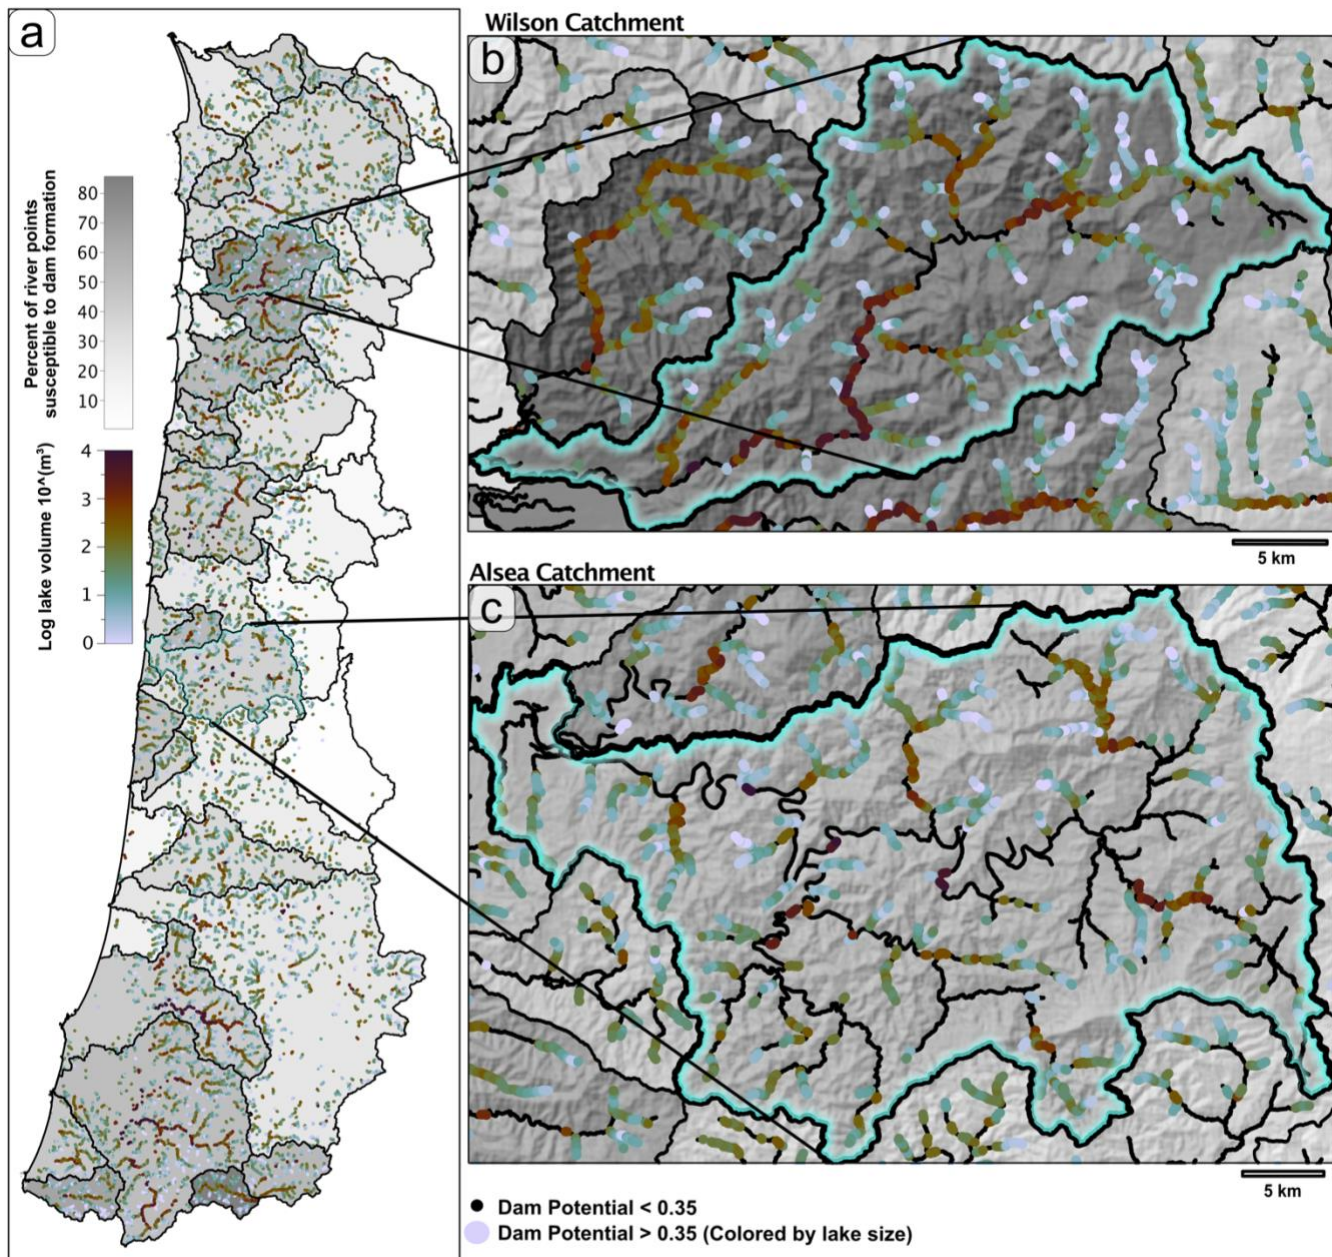 a
Percent of river points
susceptible to dam formation
80
70
60
50
40
30
20
10
Log lake volume 10^(m³)
4
3
2
1
0
Wilson Catchment
b
5 km
Alsea Catchment
c
5 km
Dam Potential < 0.35
Dam Potential > 0.35 (Colored by lake size)